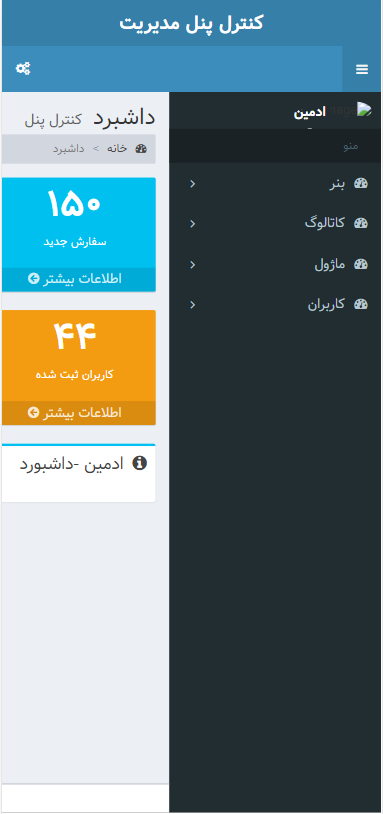 کنترل پنل مدیریت
ادمین
منو
بنر
کاتالوگ
ماژول
کاربران
داشبرد کنترل پنل
خانه > داشبرد
۱۵۰
سفارش جدید
اطلاعات بیشتر
۴۴
کاربران ثبت شده
اطلاعات بیشتر
ادمین -داشبورد